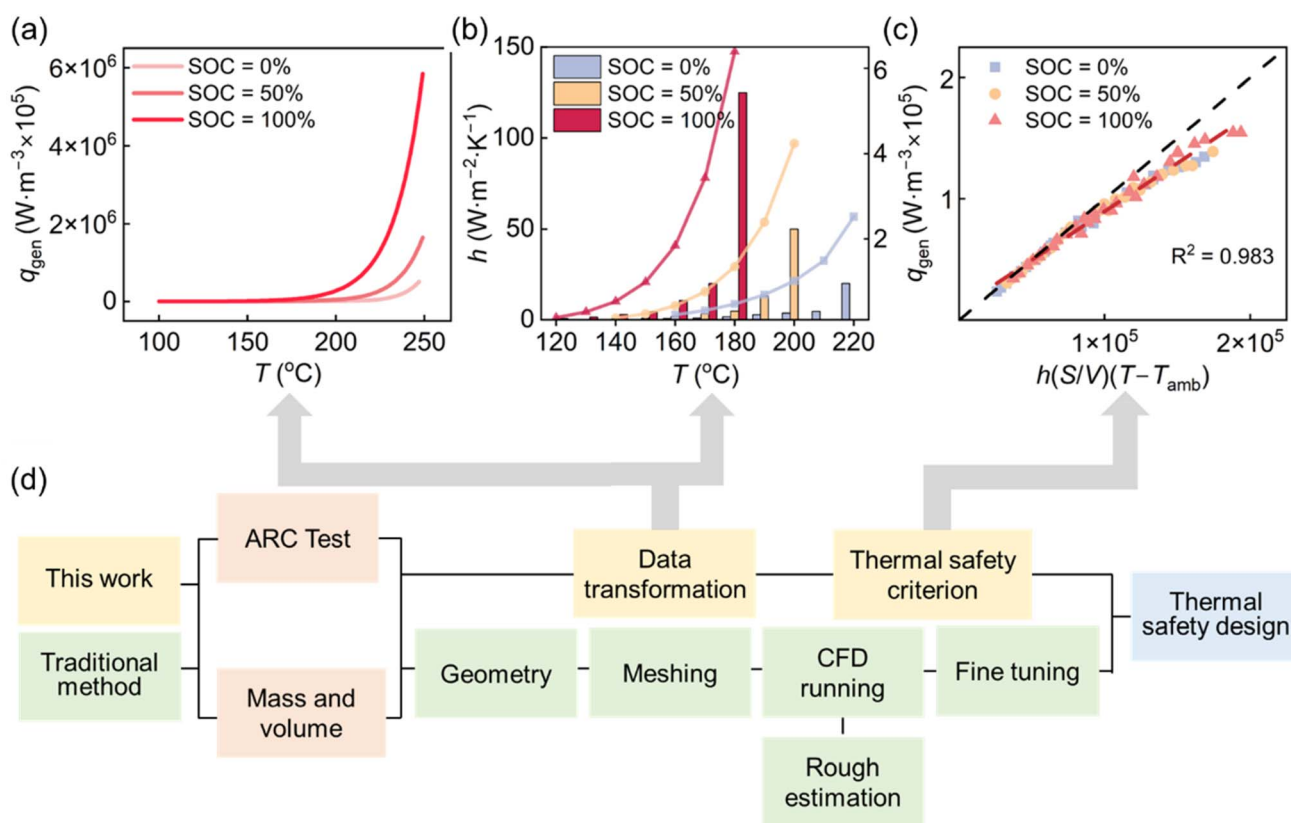 (a)
q_gen (W·m⁻³×10⁵)
6×10⁶
4×10⁶
2×10⁶
0
SOC = 0%
SOC = 50%
SOC = 100%
100
150
200
250
T (°C)
(b)
h (W·m⁻²·K⁻¹)
150
100
50
0
SOC = 0%
SOC = 50%
SOC = 100%
120
140
160
180
200
220
T (°C)
6
4
2
q_gen (W·m⁻³×10⁵)
(c)
2
1
SOC = 0%
SOC = 50%
SOC = 100%
R² = 0.983
1×10⁵
2×10⁵
h(S/V)(T−T_amb)
(d)
This work
Traditional
method
ARC Test
Mass and
volume
Data
transformation
Thermal safety
criterion
Geometry
Meshing
CFD
running
Fine tuning
Rough
estimation
Thermal
safety design